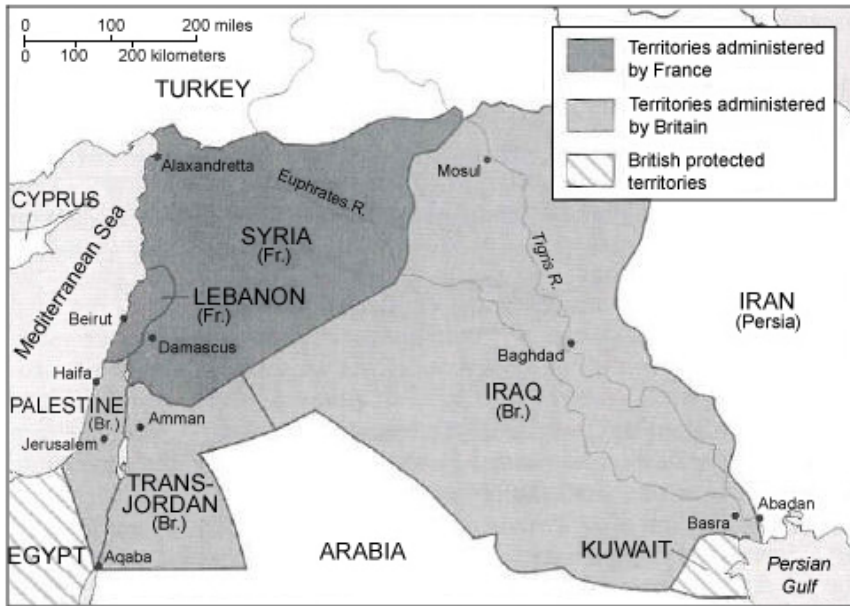 0 100 200 miles
0 100 200 kilometers
Territories administered
by France
Territories administered
by Britain
British protected
territories
TURKEY
Alaxandretta
Mosul
Euphrates R.
CYPRUS
Mediterranean Sea
SYRIA
(Fr.)
Tigris R.
LEBANON
(Fr.)
IRAN
(Persia)
Beirut
Damascus
Baghdad
Haifa
IRAQ
(Br.)
PALESTINE
(Br.)
Amman
Jerusalem
TRANS-
JORDAN
(Br.)
Abadan
Basra
EGYPT
Aqaba
ARABIA
KUWAIT
Persian
Gulf